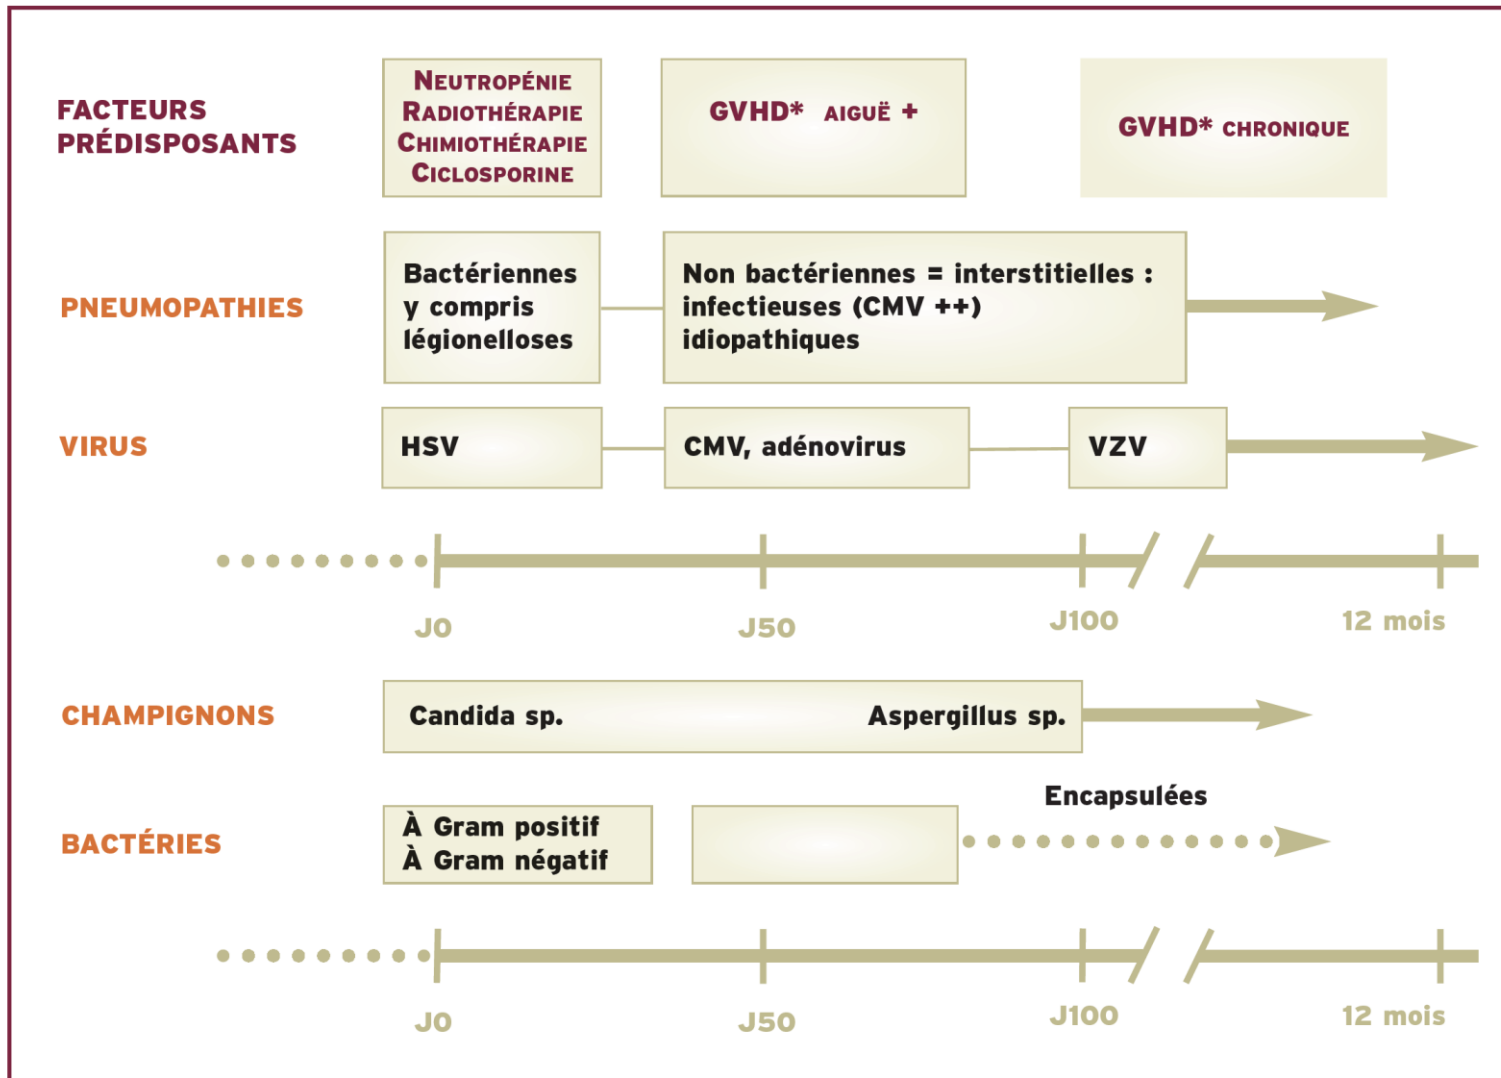 FACTEURS
PRÉDISPOSANTS
NEUTROPÉNIE
RADIOTHÉRAPIE
CHIMIOTHÉRAPIE
CICLOSPORINE
GVHD* AIGUË +
GVHD* CHRONIQUE
PNEUMOPATHIES
Bactériennes
y compris
légionelloses
Non bactériennes = interstitielles :
infectieuses (CMV ++)
idiopathiques
VIRUS
HSV
CMV, adénovirus
VZV
J0
J50
J100
12 mois
CHAMPIGNONS
Candida sp.
Aspergillus sp.
BACTÉRIES
À Gram positif
À Gram négatif
Encapsulées
J0
J50
J100
12 mois